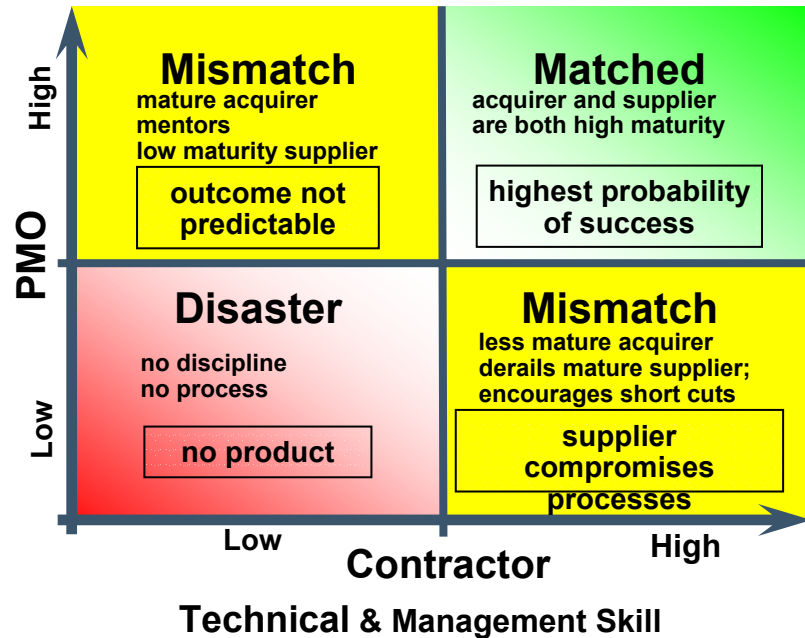 High
PMO
Low
Mismatch
mature acquirer
mentors
low maturity supplier
outcome not
predictable
Matched
acquirer and supplier
are both high maturity
highest probability
of success
Disaster
no discipline
no process
no product
Mismatch
less mature acquirer
derails mature supplier;
encourages short cuts
supplier
compromises
processes
Low
High
Contractor
Technical & Management Skill